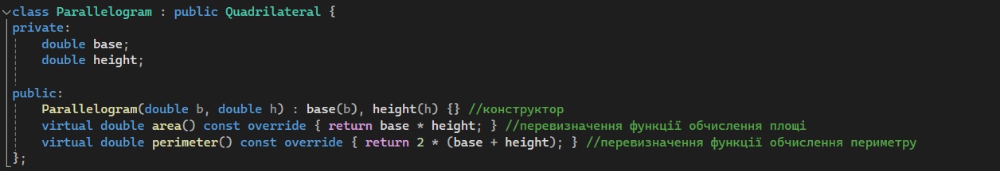 class Parallelogram : public Quadrilateral {
private:
    double base;
    double height;

public:
    Parallelogram(double b, double h) : base(b), height(h) {} //конструктор
    virtual double area() const override { return base * height; } //перевизначення функції обчислення площі
    virtual double perimeter() const override { return 2 * (base + height); } //перевизначення функції обчислення периметру
};